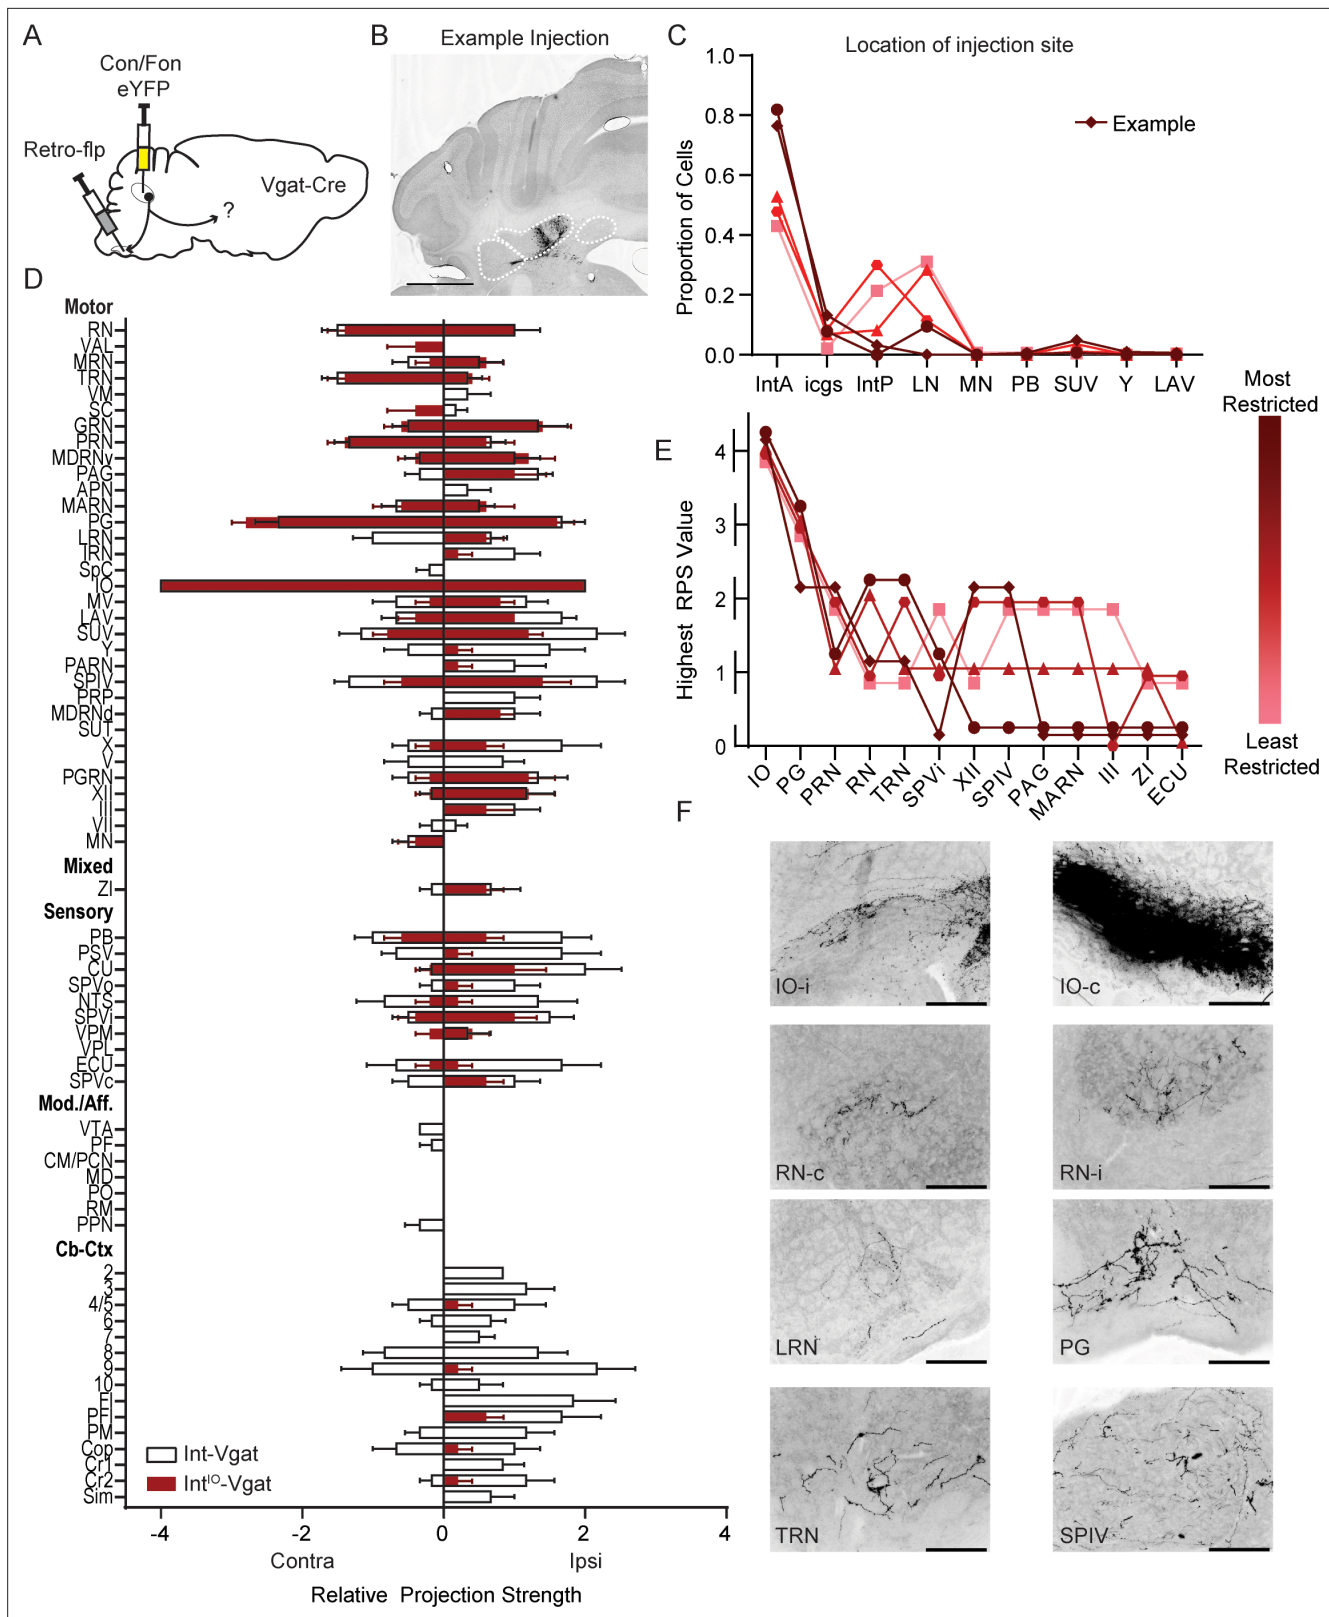 A
Con/Fon
eYFP
Retro-flp
Vgat-Cre
?
B
Example Injection
C
Location of injection site
Proportion of Cells
1.0
0.8
0.6
0.4
0.2
0.0
Example
IntA icgs IntP LN MN PB SUV Y LAV
D
Motor
RN
VAL
MRN
TRN
VM
SC
GRN
PRN
MDRNv
PAG
APN
MARN
PG
LRN
IRN
SpC
IO
MV
LAV
SUV
Y
PARN
SPIV
PRP
MDRNd
SUT
X
V
PGRN
XII
III
VII
MN
Mixed
ZI
Sensory
PB
PSV
CU
SPVo
NTS
SPVi
VPM
VPL
ECU
SPVc
Mod./Aff.
VTA
PF
CM/PCN
MD
PO
RM
PPN
Cb-Ctx
2
3
4/5
6
7
8
9
10
Fl
PFl
PM
Cop
Cr1
Cr2
Sim
Int-Vgat
Int^IO-Vgat
-4 -2 0 2 4
Contra Ipsi
Relative Projection Strength
E
Highest RPS Value
4
3
2
1
0
IO PG PRN RN TRN SPVi XII SPIV PAG MARN III ZI ECU
Most
Restricted
Least
Restricted
F
IO-i
IO-c
RN-c
RN-i
LRN
PG
TRN
SPIV